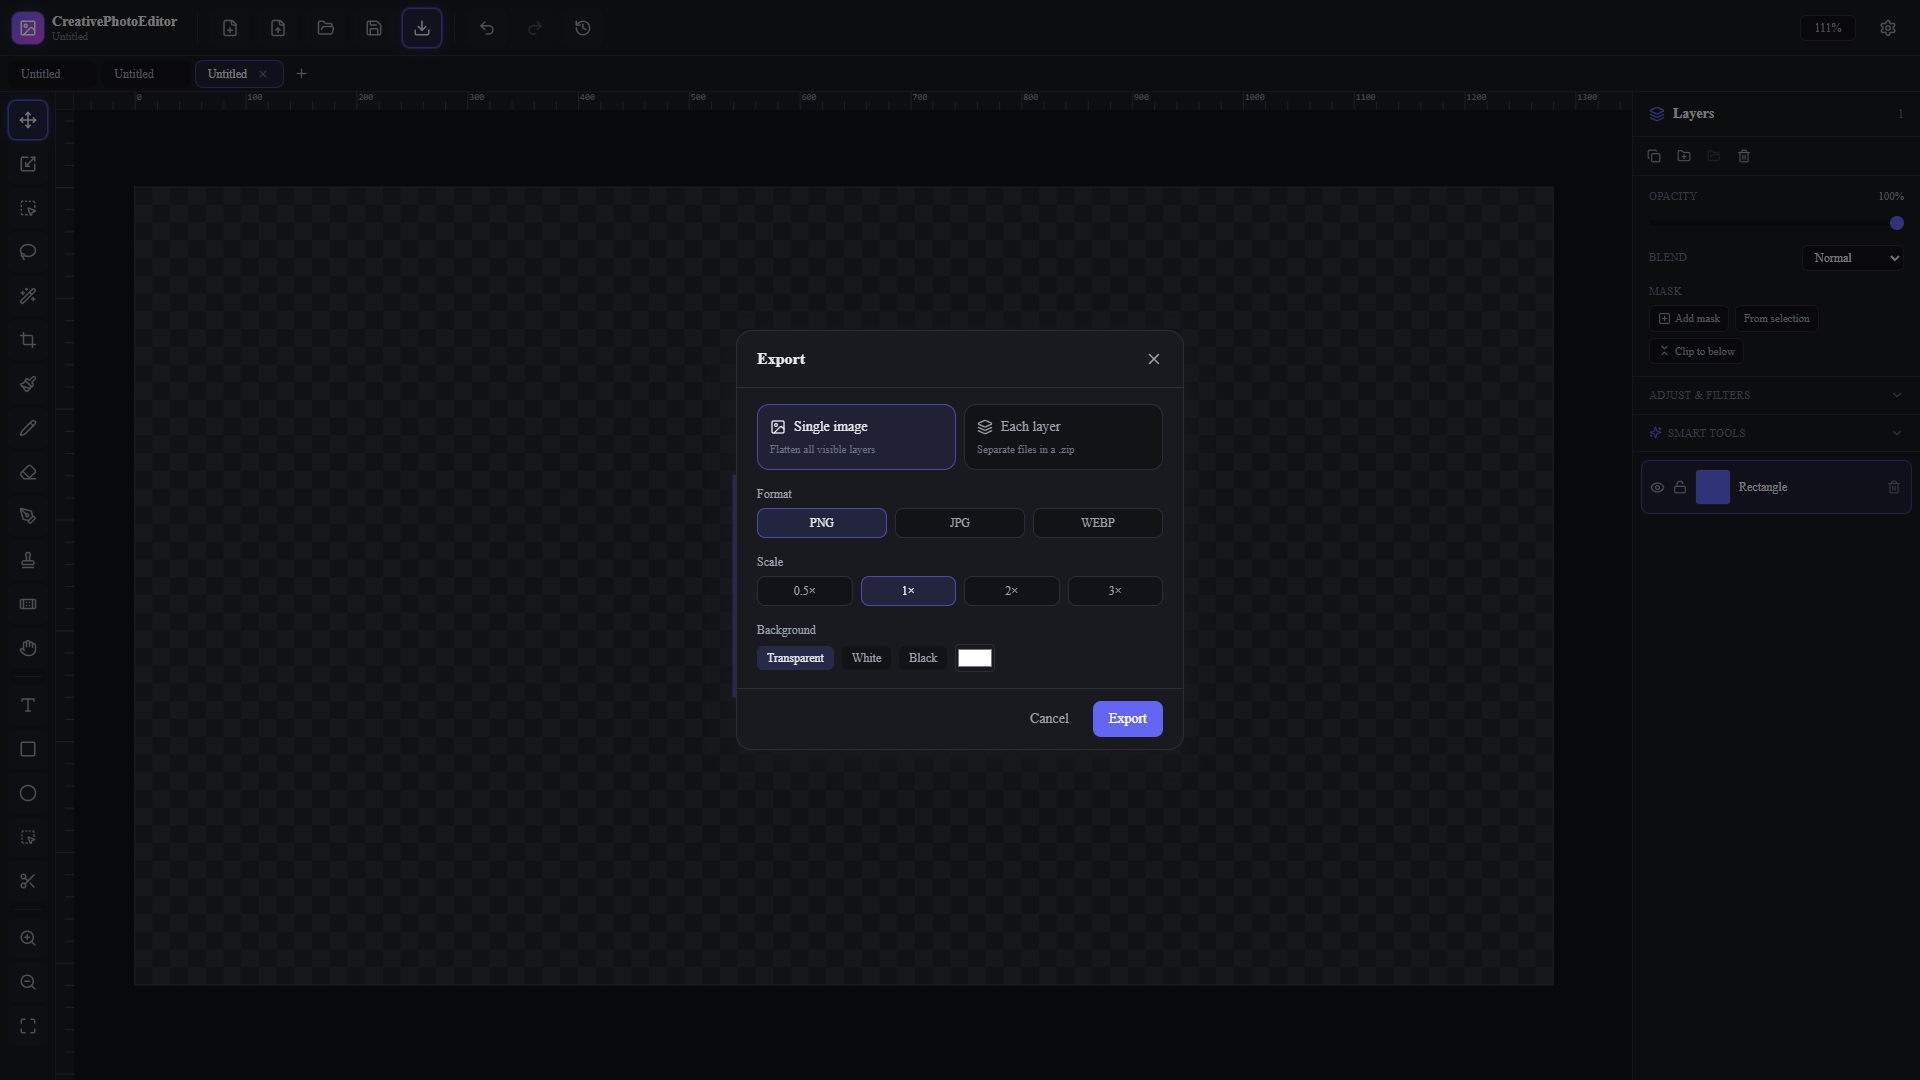 CreativePhotoEditor
Untitled
111%
Untitled
Untitled
Untitled
0
100
200
300
400
500
600
700
800
900
1000
1100
1200
1300
Layers
1
OPACITY
100%
BLEND
Normal
MASK
Add mask
From selection
Clip to below
ADJUST & FILTERS
SMART TOOLS
Rectangle
Export
Single image
Flatten all visible layers
Each layer
Separate files in a .zip
Format
PNG
JPG
WEBP
Scale
0.5×
1×
2×
3×
Background
Transparent
White
Black
Cancel
Export